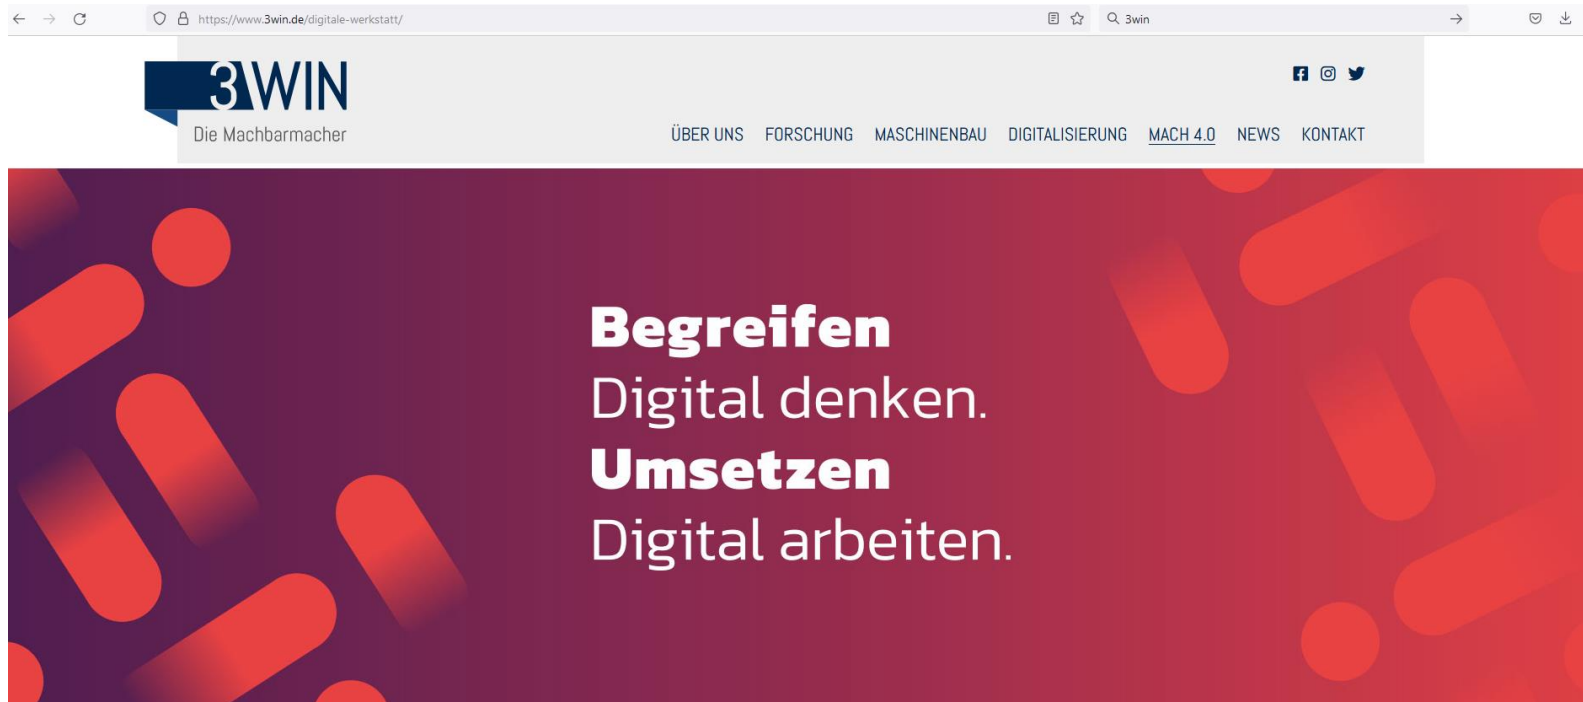 https://www.3win.de/digitale-werkstatt/
3win
3WIN
Die Machbarmacher
ÜBER UNS FORSCHUNG MASCHINENBAU DIGITALISIERUNG MACH 4.0 NEWS KONTAKT
Begreifen
Digital denken.
Umsetzen
Digital arbeiten.